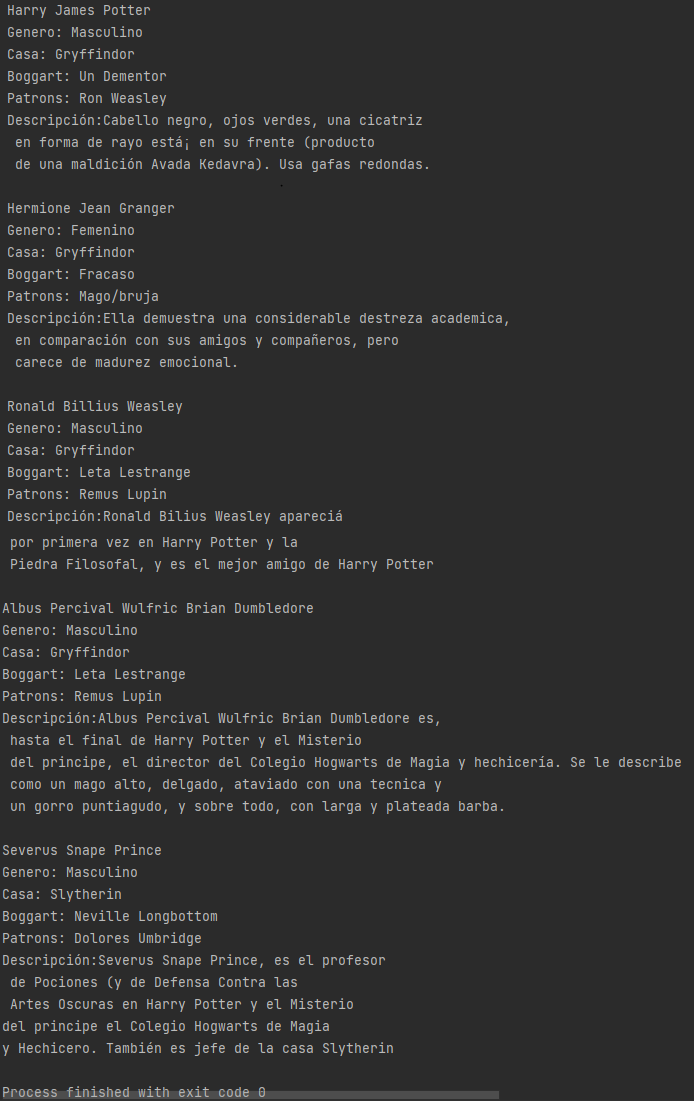 Harry James Potter
Genero: Masculino
Casa: Gryffindor
Boggart: Un Dementor
Patrons: Ron Weasley
Descripción:Cabello negro, ojos verdes, una cicatriz
en forma de rayo está¡ en su frente (producto
de una maldición Avada Kedavra). Usa gafas redondas.

Hermione Jean Granger
Genero: Femenino
Casa: Gryffindor
Boggart: Fracaso
Patrons: Mago/bruja
Descripción:Ella demuestra una considerable destreza academica,
en comparación con sus amigos y compañeros, pero
carece de madurez emocional.

Ronald Billius Weasley
Genero: Masculino
Casa: Gryffindor
Boggart: Leta Lestrange
Patrons: Remus Lupin
Descripción:Ronald Bilius Weasley apareciá
por primera vez en Harry Potter y la
Piedra Filosofal, y es el mejor amigo de Harry Potter

Albus Percival Wulfric Brian Dumbledore
Genero: Masculino
Casa: Gryffindor
Boggart: Leta Lestrange
Patrons: Remus Lupin
Descripción:Albus Percival Wulfric Brian Dumbledore es,
hasta el final de Harry Potter y el Misterio
del principe, el director del Colegio Hogwarts de Magia y hechicería. Se le describe
como un mago alto, delgado, ataviado con una tecnica y
un gorro puntiagudo, y sobre todo, con larga y plateada barba.

Severus Snape Prince
Genero: Masculino
Casa: Slytherin
Boggart: Neville Longbottom
Patrons: Dolores Umbridge
Descripción:Severus Snape Prince, es el profesor
de Pociones (y de Defensa Contra las
Artes Oscuras en Harry Potter y el Misterio
del principe el Colegio Hogwarts de Magia
y Hechicero. También es jefe de la casa Slytherin

Process finished with exit code 0